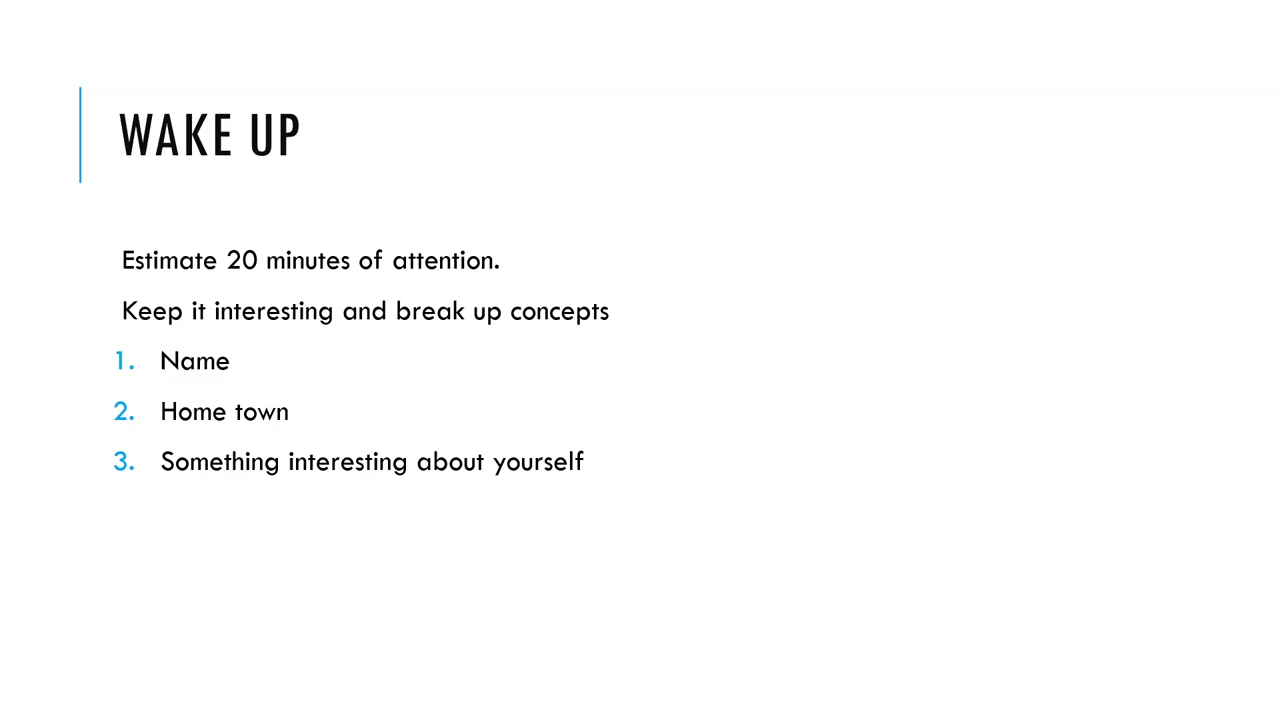 WAKE UP
Estimate 20 minutes of attention.
Keep it interesting and break up concepts
1. Name
2. Home town
3. Something interesting about yourself